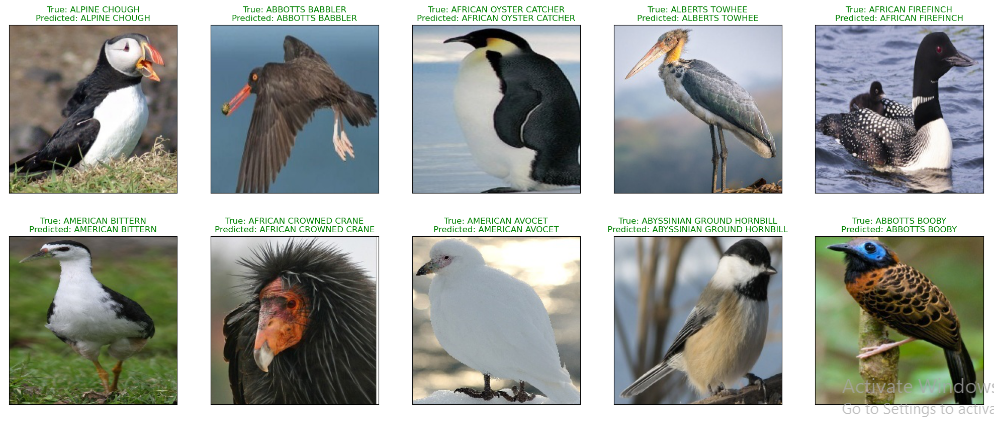 True: ALPINE CHOUGH
Predicted: ALPINE CHOUGH
True: ABBOTTS BABBLER
Predicted: ABBOTTS BABBLER
True: AFRICAN OYSTER CATCHER
Predicted: AFRICAN OYSTER CATCHER
True: ALBERTS TOWHEE
Predicted: ALBERTS TOWHEE
True: AFRICAN FIREFINCH
Predicted: AFRICAN FIREFINCH
True: AMERICAN BITTERN
Predicted: AMERICAN BITTERN
True: AFRICAN CROWNED CRANE
Predicted: AFRICAN CROWNED CRANE
True: AMERICAN AVOCET
Predicted: AMERICAN AVOCET
True: ABYSSINIAN GROUND HORNBILL
Predicted: ABYSSINIAN GROUND HORNBILL
True: ABBOTTS BOOBY
Predicted: ABBOTTS BOOBY
Activate Windows
Go to Settings to activa